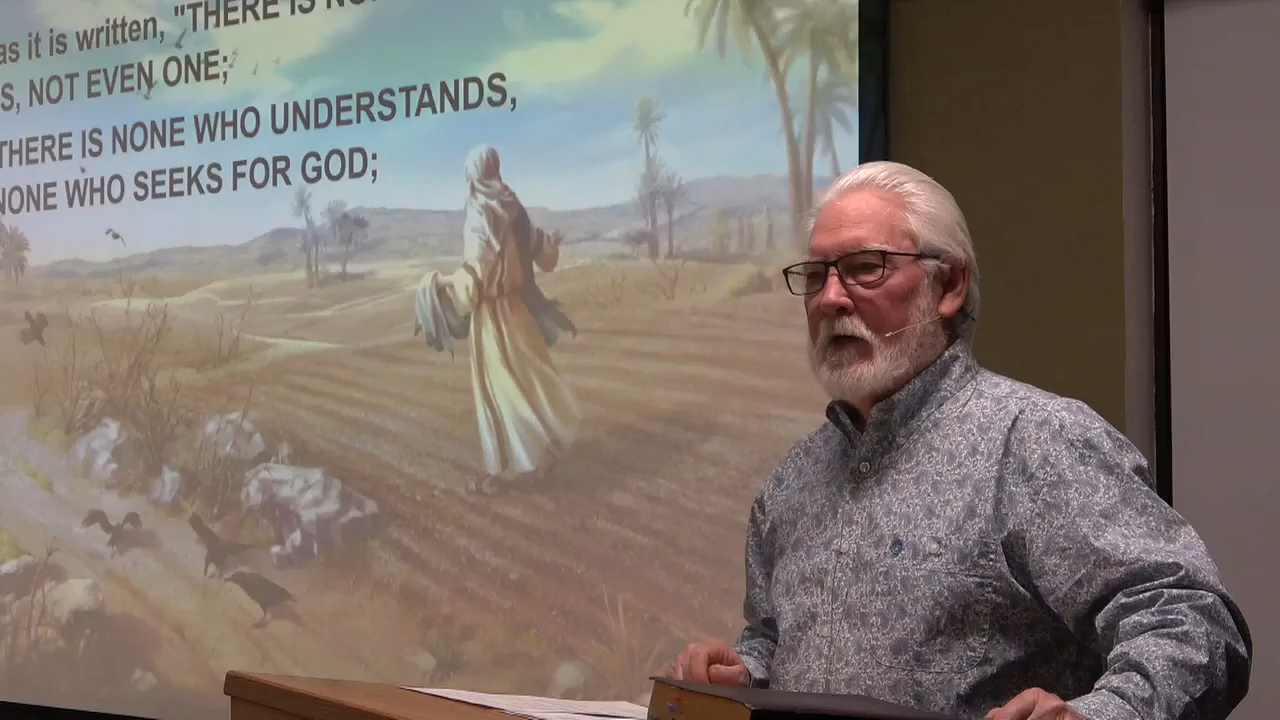 as it is written, "THERE IS
S, NOT EVEN ONE;
THERE IS NONE WHO UNDERSTANDS,
NONE WHO SEEKS FOR GOD;